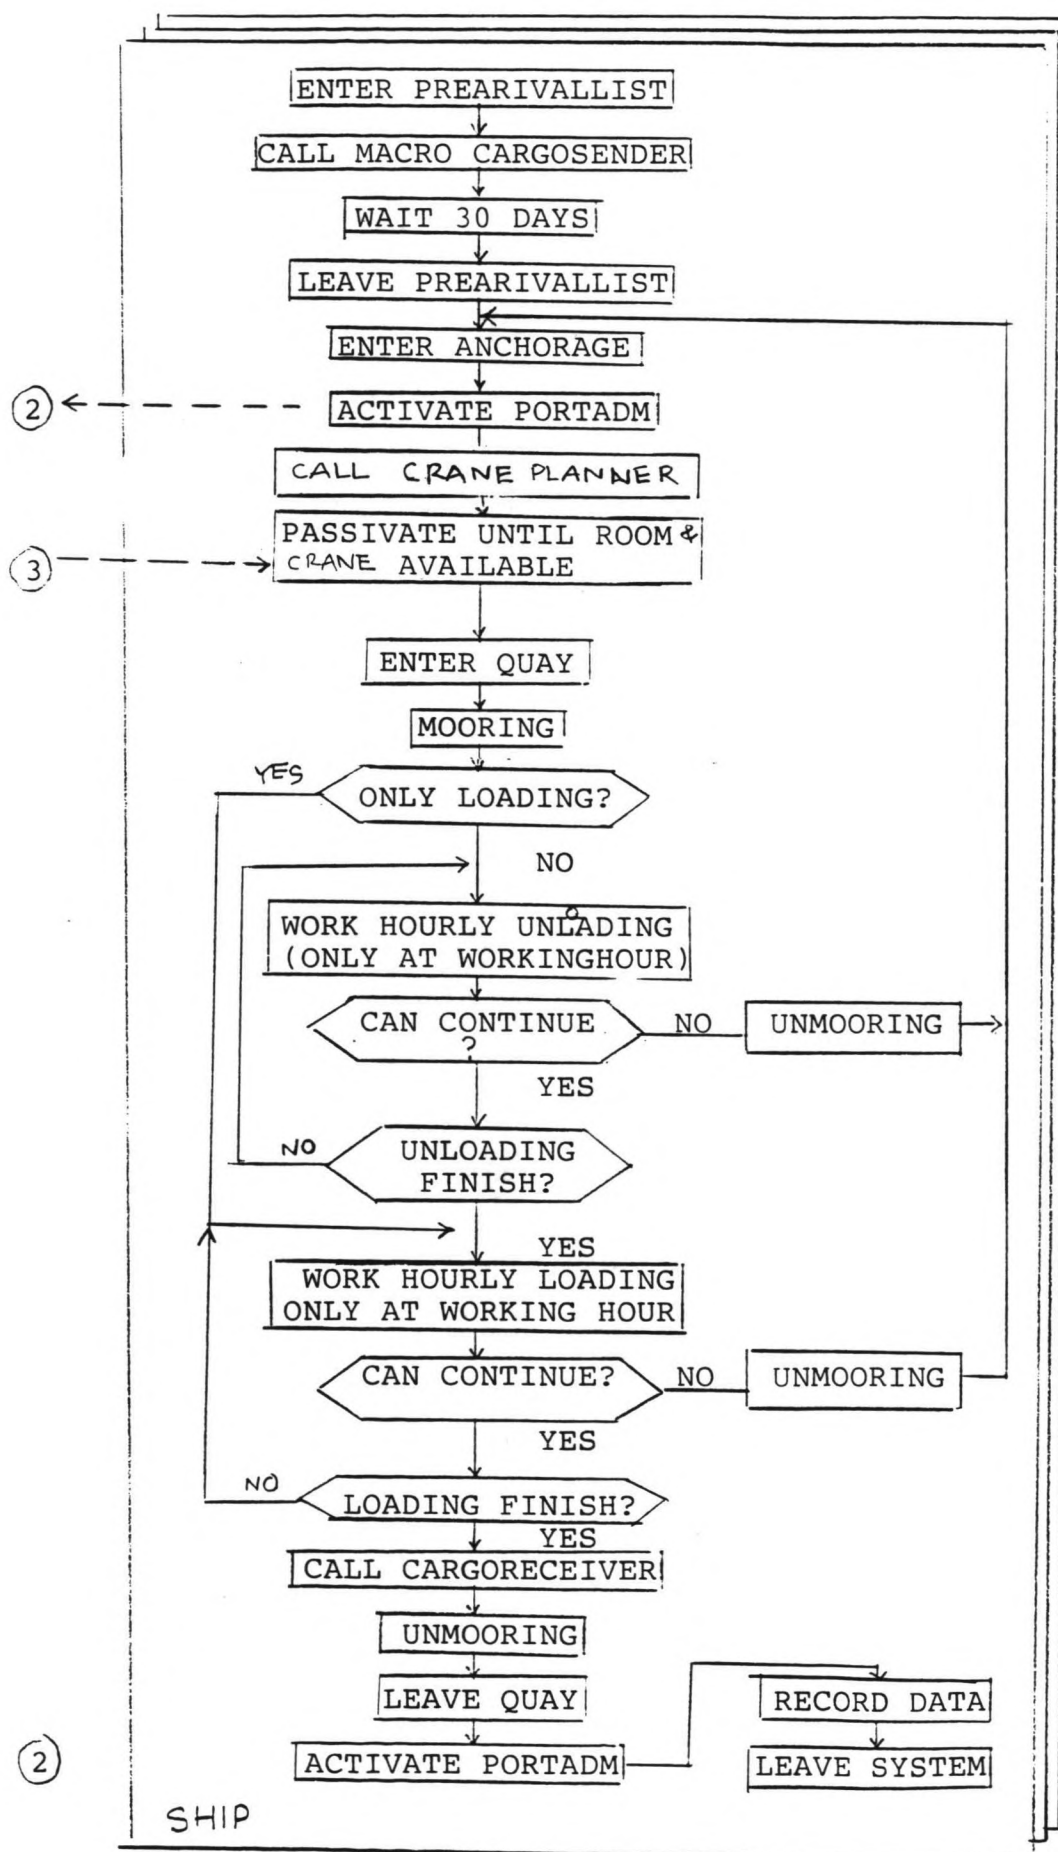 ENTER PREARIVALLIST
CALL MACRO CARGOSENDER
WAIT 30 DAYS
LEAVE PREARIVALLIST
ENTER ANCHORAGE
2
ACTIVATE PORTADM
CALL CRANE PLANNER
PASSIVATE UNTIL ROOM &
3
CRANE AVAILABLE
ENTER QUAY
MOORING
YES
ONLY LOADING?
NO
WORK HOURLY UNLOADING
(ONLY AT WORKINGHOUR)
CAN CONTINUE
?
NO
UNMOORING
YES
NO
UNLOADING
FINISH?
YES
WORK HOURLY LOADING
ONLY AT WORKING HOUR
CAN CONTINUE?
NO
UNMOORING
YES
NO
LOADING FINISH?
YES
CALL CARGORECEIVER
UNMOORING
LEAVE QUAY
RECORD DATA
2
ACTIVATE PORTADM
LEAVE SYSTEM
SHIP